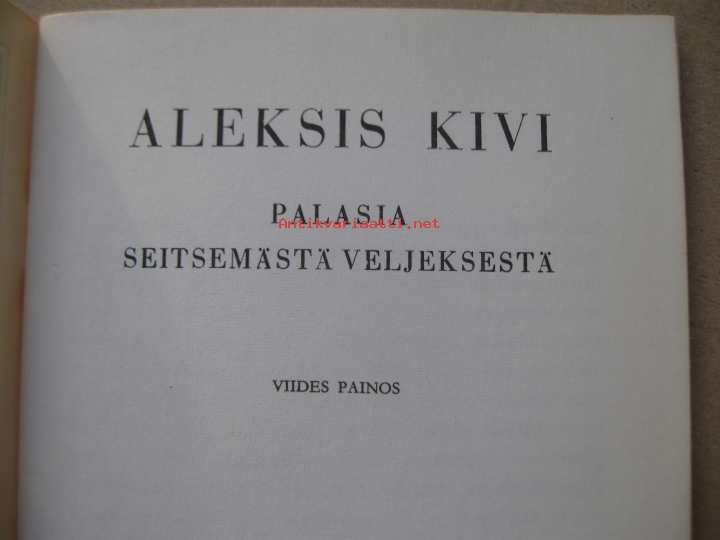 ALEKSIS KIVI
PALASIA
Antikvariaatti.net
SEITSEMÄSTÄ VELJEKSESTÄ
VIIDES PAINOS